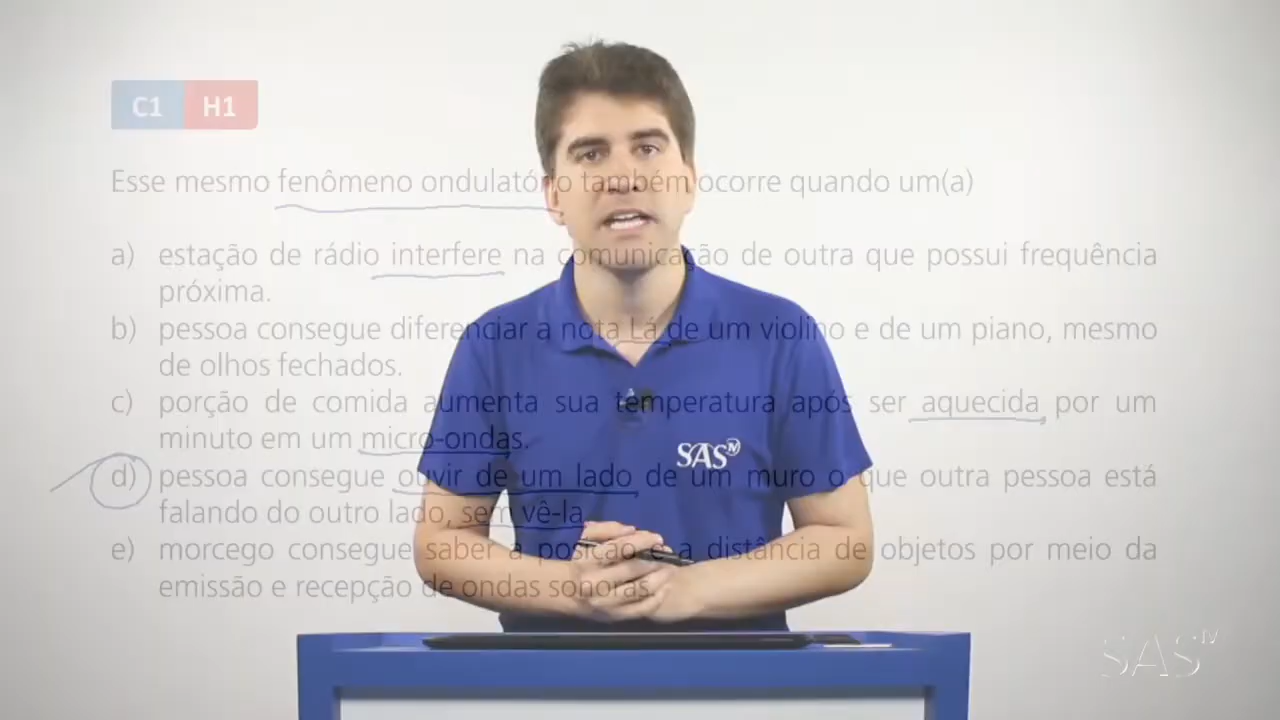 C1 H1
Esse mesmo fenômeno ondulatório também ocorre quando um(a)
a) estação de rádio interfere na comunicação de outra que possui frequência
próxima.
b) pessoa consegue diferenciar a nota Lá de um violino e de um piano, mesmo
de olhos fechados.
c) porção de comida aumenta sua temperatura após ser aquecida por um
minuto em um micro-ondas.
d) pessoa consegue ouvir de um lado de um muro o que outra pessoa está
falando do outro lado, sem vê-la.
e) morcego consegue saber a posição e a distância de objetos por meio da
emissão e recepção de ondas sonoras.
SAS TV
SAS TV